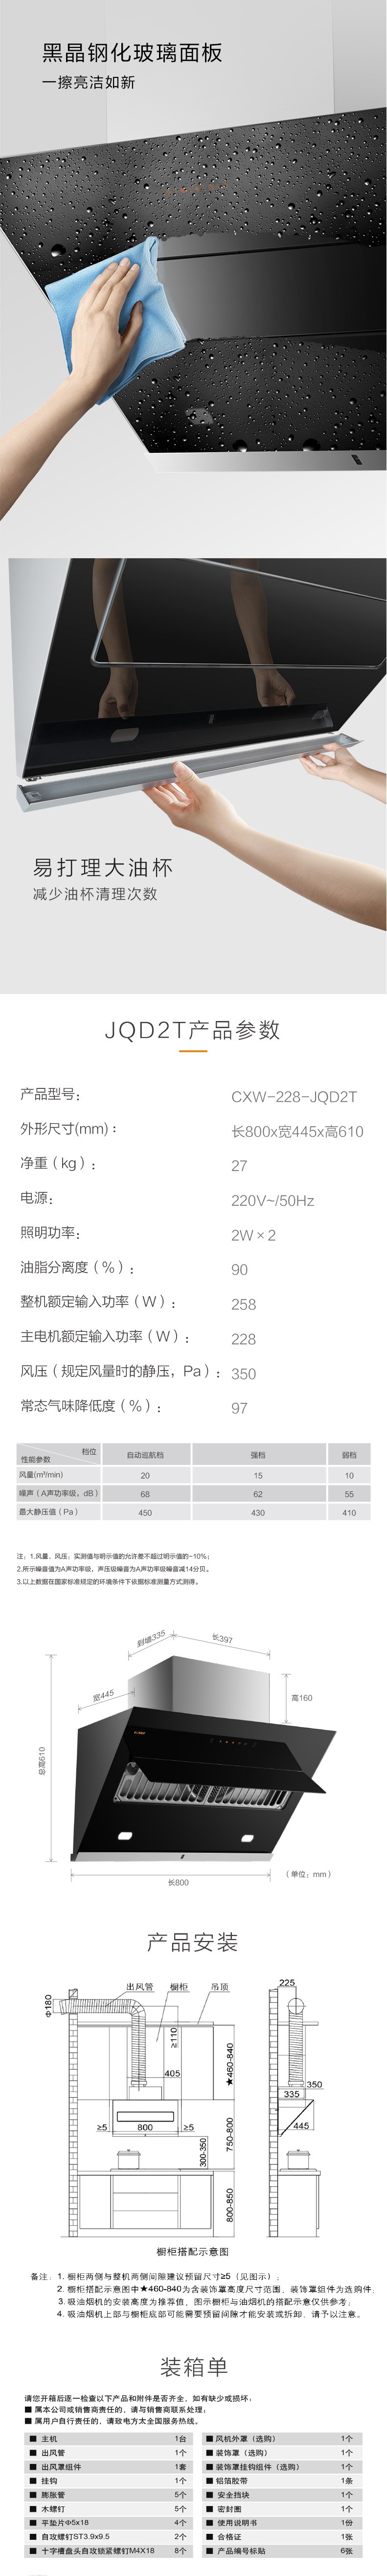 黑晶钢化玻璃面板
一擦亮洁如新
易打理大油杯
减少油杯清理次数
JQD2T产品参数
产品型号: CXW-228-JQD2T
外形尺寸(mm): 长800x宽445x高610
净重(kg): 27
电源: 220V~/50Hz
照明功率: 2W×2
油脂分离度(%): 90
整机额定输入功率(W): 258
主电机额定输入功率(W): 228
风压(规定风量时的静压, Pa): 350
常态气味降低度(%): 97
档位
性能参数 自动巡航档 强档 弱档
风量(m³/min) 20 15 10
噪声(A声功率级, dB) 68 62 55
最大静压值(Pa) 450 430 410
注: 1.风量、风压: 实测值与明示值的允许差不超过明示值的-10%;
2.所示噪音值为A声功率级, 声压级噪音为A声功率级噪音减14分贝。
3.以上数据在国家标准规定的环境条件下依据标准测量方式测得。
到墙335
长397
宽445
高160
总高610
(单位: mm)
长800
产品安装
出风管 橱柜 吊顶
Φ180
≥110
405
★460-840
≥5 800 ≥5
300-350
750-800
800-850
225
350
335
445
橱柜搭配示意图
备注: 1. 橱柜两侧与整机两侧间隙建议预留尺寸≥5(见图示);
2. 橱柜搭配示意图中★460-840为含装饰罩高度尺寸范围, 装饰罩组件为选购件;
3. 吸油烟机的安装高度为推荐值, 图示橱柜与油烟机的搭配示意仅供参考;
4. 吸油烟机上部与橱柜底部可能需要预留间隙才能安装或拆卸, 请予以注意。
装箱单
请您开箱后逐一检查以下产品和附件是否齐全, 如有缺少或损坏:
■ 属本公司或销售商责任的, 请与销售商联系处理;
■ 属用户自行责任的, 请致电方太全国服务热线。
■ 主机 1台 ■ 风机外罩(选购) 1个
■ 出风管 1个 ■ 装饰罩(选购) 1个
■ 出风罩组件 1套 ■ 装饰罩挂钩组件(选购) 1个
■ 挂钩 1个 ■ 铝箔胶带 1条
■ 膨胀管 5个 ■ 安全挡块 1个
■ 木螺钉 5个 ■ 密封圈 1个
■ 平垫片Φ5x18 4个 ■ 使用说明书 1份
■ 自攻螺钉ST3.9x9.5 2个 ■ 合格证 1张
■ 十字槽盘头自攻锁紧螺钉M4X18 8个 ■ 产品编号标贴 6张